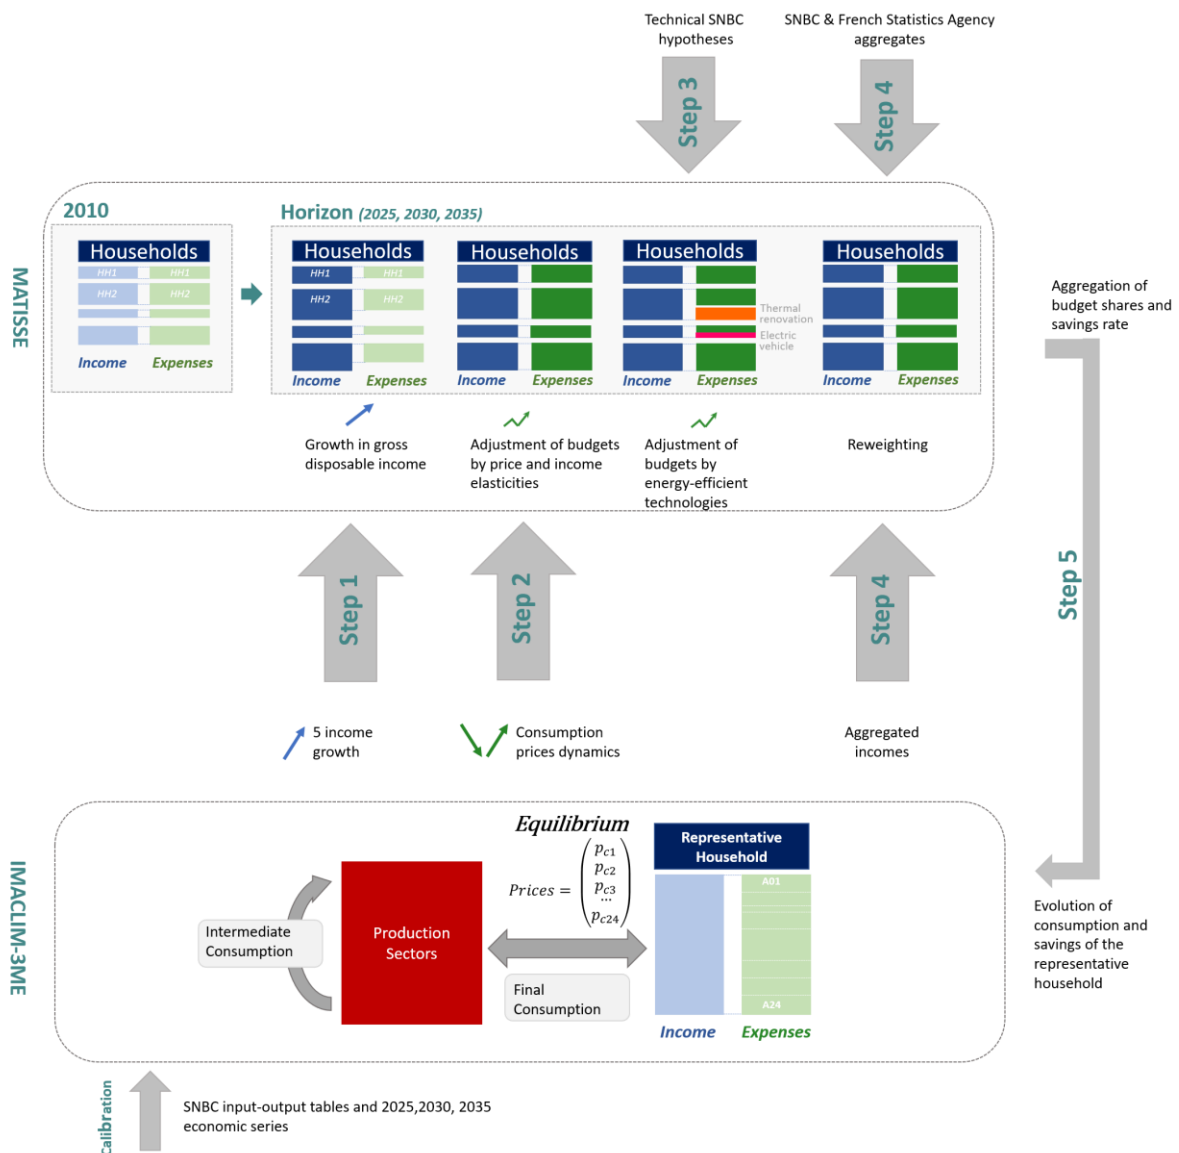 Technical SNBC
hypotheses
SNBC & French Statistics Agency
aggregates
Step 3
Step 4
MATISSE
2010
Horizon (2025, 2030, 2035)
Households
HH1 HH1
HH2 HH2
Income Expenses
Households
HH1 HH1
HH2 HH2
Income Expenses
Households
Income Expenses
Households
Thermal
renovation
Electric
vehicle
Income Expenses
Households
Income Expenses
Growth in gross
disposable income
Adjustment of budgets
by price and income
elasticities
Adjustment of
budgets by
energy-efficient
technologies
Reweighting
Aggregation of
budget shares and
savings rate
Step 1
Step 2
Step 4
Step 5
5 income
growth
Consumption
prices dynamics
Aggregated
incomes
IMACLIM-3ME
Intermediate
Consumption
Production
Sectors
Equilibrium
Prices =
p_c1
p_c2
p_c3
...
p_c24
Final
Consumption
Representative
Household
A01
A24
Income Expenses
Evolution of
consumption and
savings of the
representative
household
Calibration
SNBC input-output tables and 2025,2030, 2035
economic series